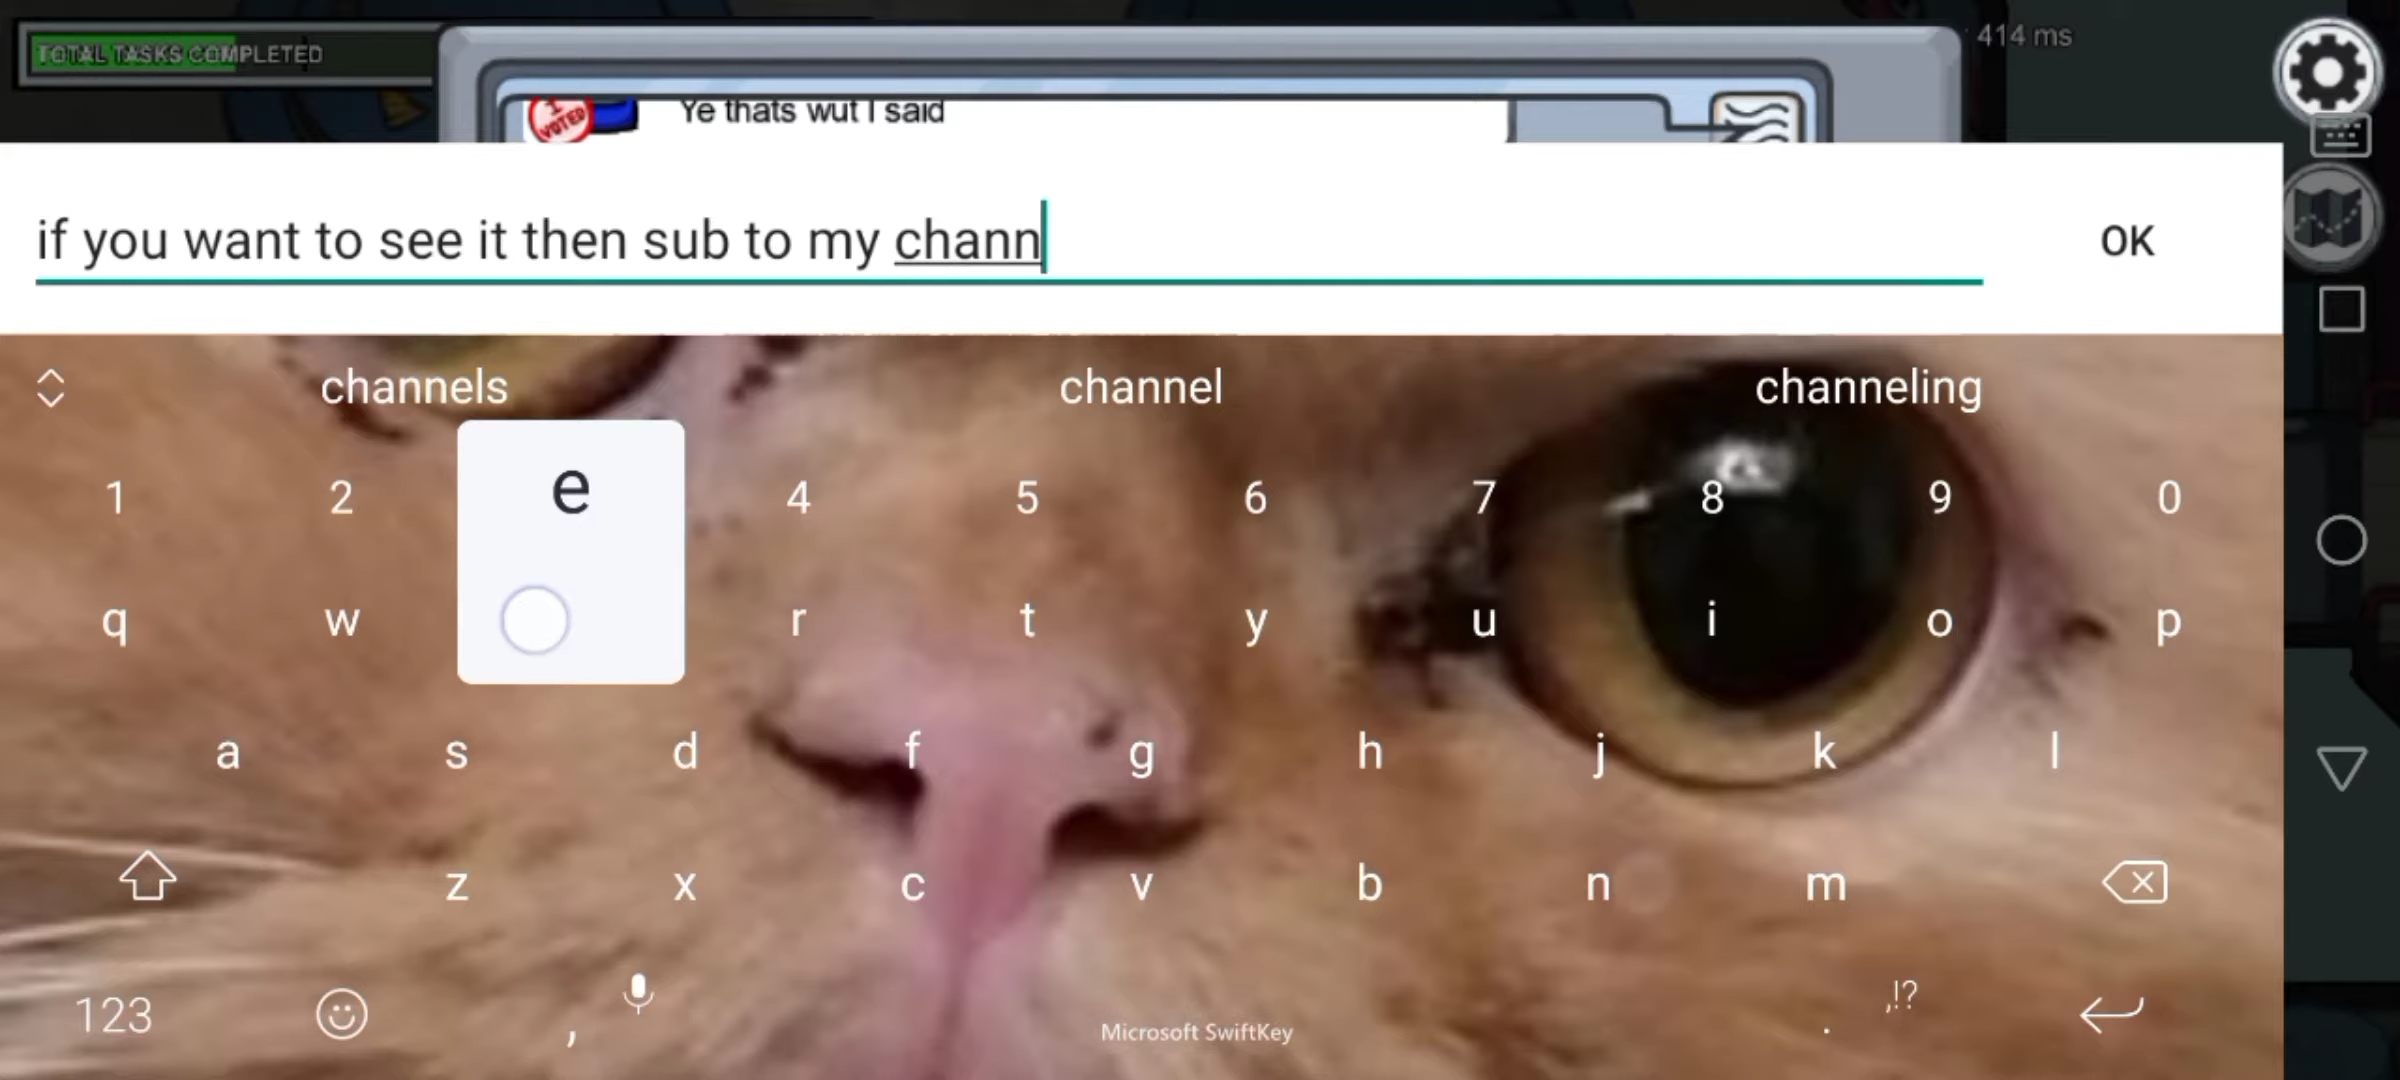 TOTAL TASKS COMPLETED
414 ms
I VOTED
Ye thats wut I said
if you want to see it then sub to my chann
OK
channels channel channeling
1 2 e 4 5 6 7 8 9 0
q w r t y u i o p
a s d f g h j k l
z x c v b n m
123 , Microsoft SwiftKey . ,!?